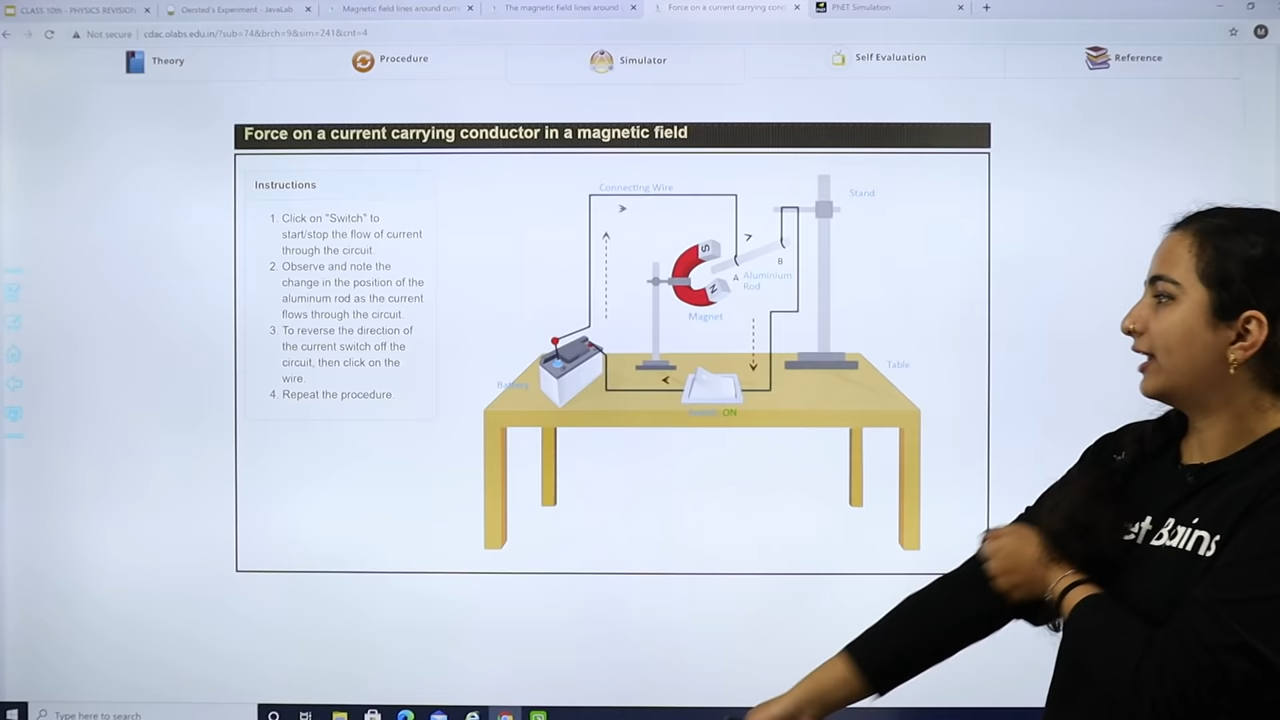 CLASS 10th - PHYSICS REVISION
Oersted's Experiment - JavaLab
Magnetic field lines around curr
The magnetic field lines around
Force on a current carrying cond
PhET
PhET Simulation
Not secure
cdac.olabs.edu.in/?sub=74&brch=9&sim=241&cnt=4
M
Theory
Procedure
Simulator
Self Evaluation
Reference
Force on a current carrying conductor in a magnetic field
Instructions
1. Click on "Switch" to
start/stop the flow of current
through the circuit.
2. Observe and note the
change in the position of the
aluminum rod as the current
flows through the circuit.
3. To reverse the direction of
the current switch off the
circuit, then click on the
wire.
4. Repeat the procedure.
Connecting Wire
Stand
S
B
A
Aluminium
Rod
N
Magnet
Table
Battery
ON
et Brains
Type here to search